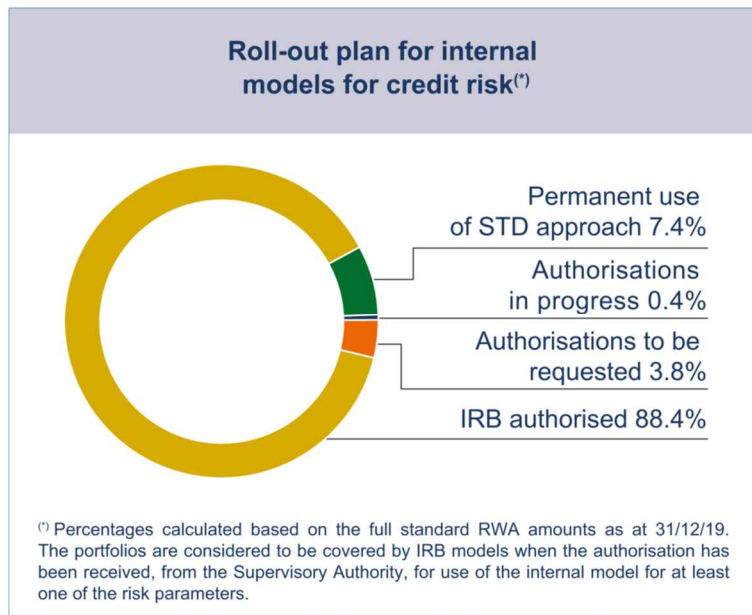 Roll-out plan for internal
models for credit risk(*)
Permanent use
of STD approach 7.4%
Authorisations
in progress 0.4%
Authorisations to be
requested 3.8%
IRB authorised 88.4%
(*) Percentages calculated based on the full standard RWA amounts as at 31/12/19.
The portfolios are considered to be covered by IRB models when the authorisation has
been received, from the Supervisory Authority, for use of the internal model for at least
one of the risk parameters.